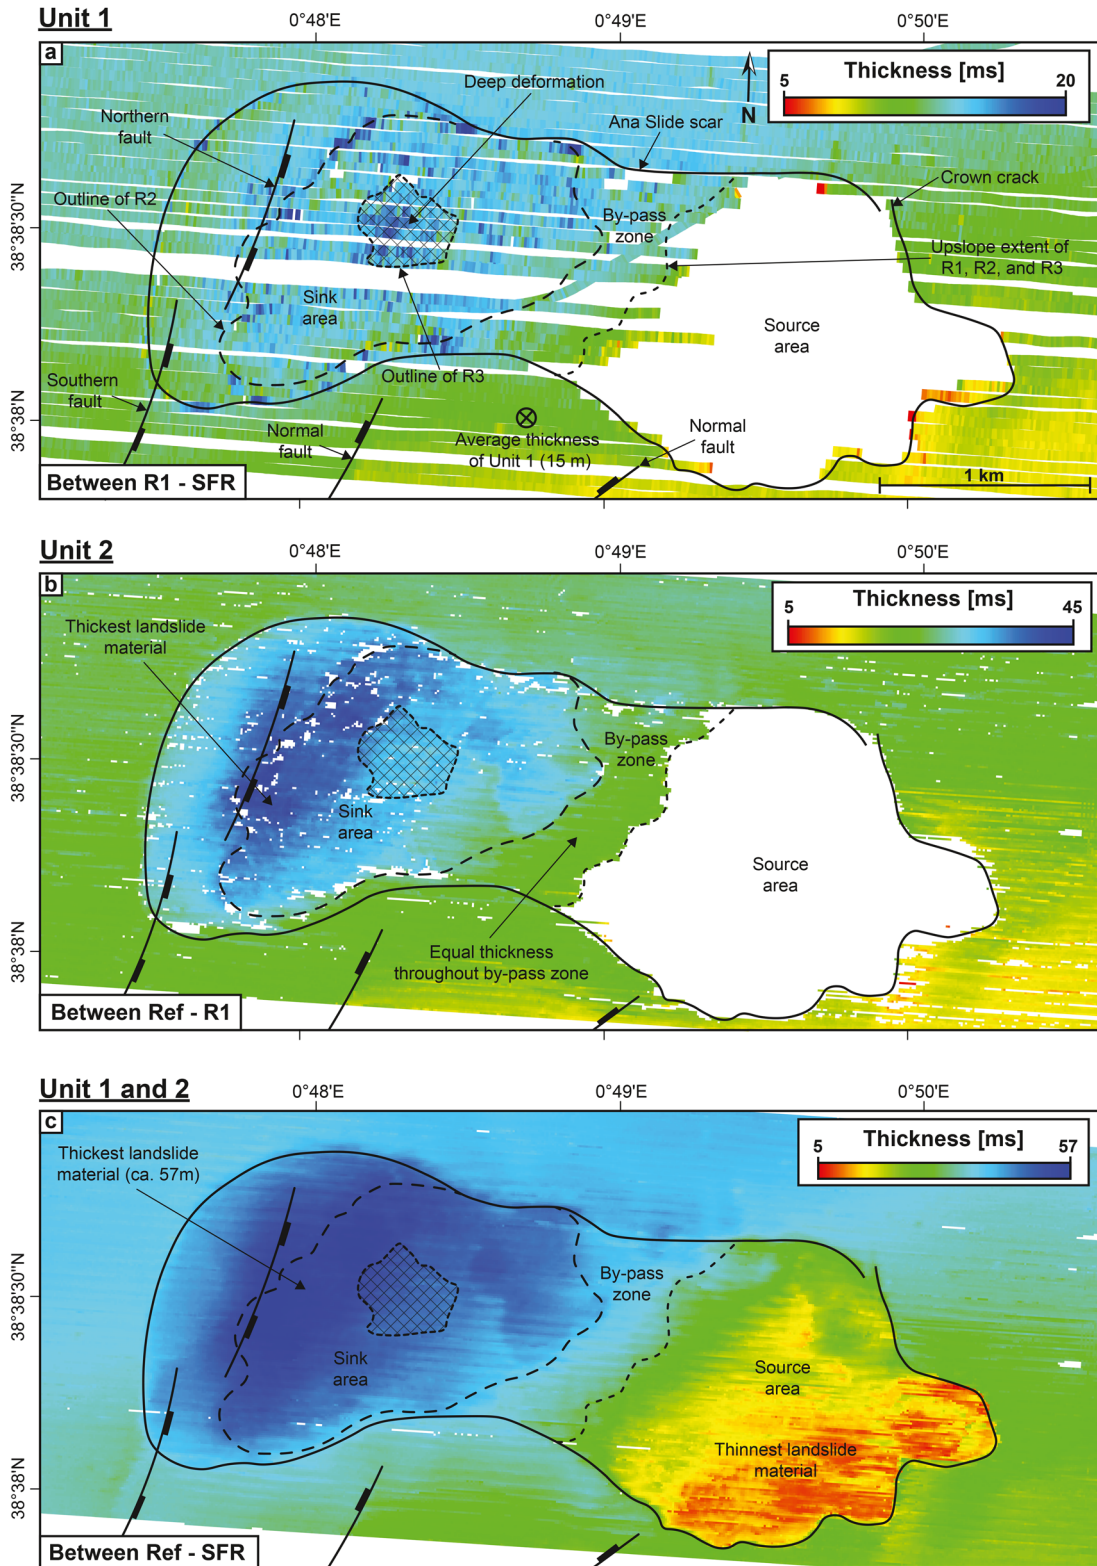 Unit 1
0°48'E
0°49'E
0°50'E
a
Deep deformation
Thickness [ms]
5
20
N
Northern
fault
Ana Slide scar
Crown crack
Outline of R2
By-pass
zone
Upslope extent of
R1, R2, and R3
38°38'30"N
Sink
area
Source
area
Southern
fault
Outline of R3
38°38'N
Normal
fault
Average thickness
of Unit 1 (15 m)
Normal
fault
1 km
Between R1 - SFR
Unit 2
0°48'E
0°49'E
0°50'E
b
Thickness [ms]
5
45
Thickest landslide
material
By-pass
zone
38°38'30"N
Sink
area
Source
area
38°38'N
Equal thickness
throughout by-pass zone
Between Ref - R1
Unit 1 and 2
0°48'E
0°49'E
0°50'E
c
Thickness [ms]
5
57
Thickest landslide
material (ca. 57m)
By-pass
zone
38°38'30"N
Sink
area
Source
area
Thinnest landslide
material
38°38'N
Between Ref - SFR